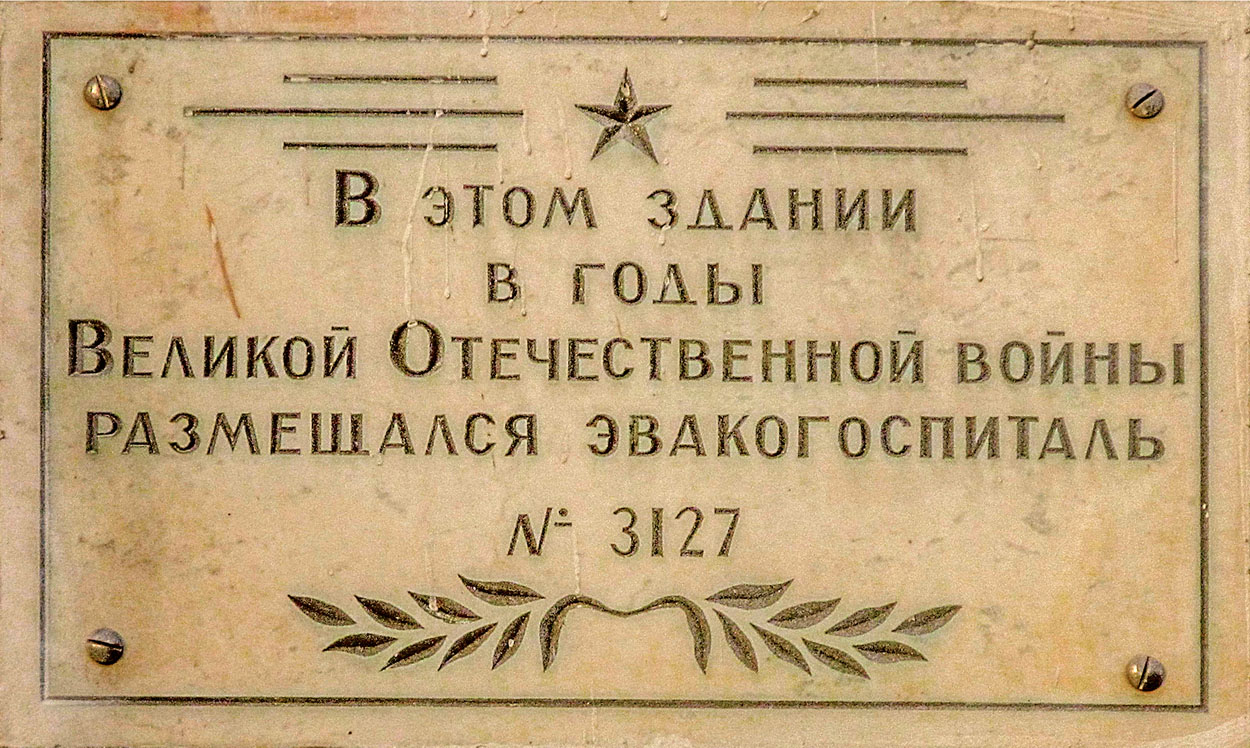 В этом здании
в годы
Великой Отечественной войны
размещался эвакогоспиталь
№ 3127